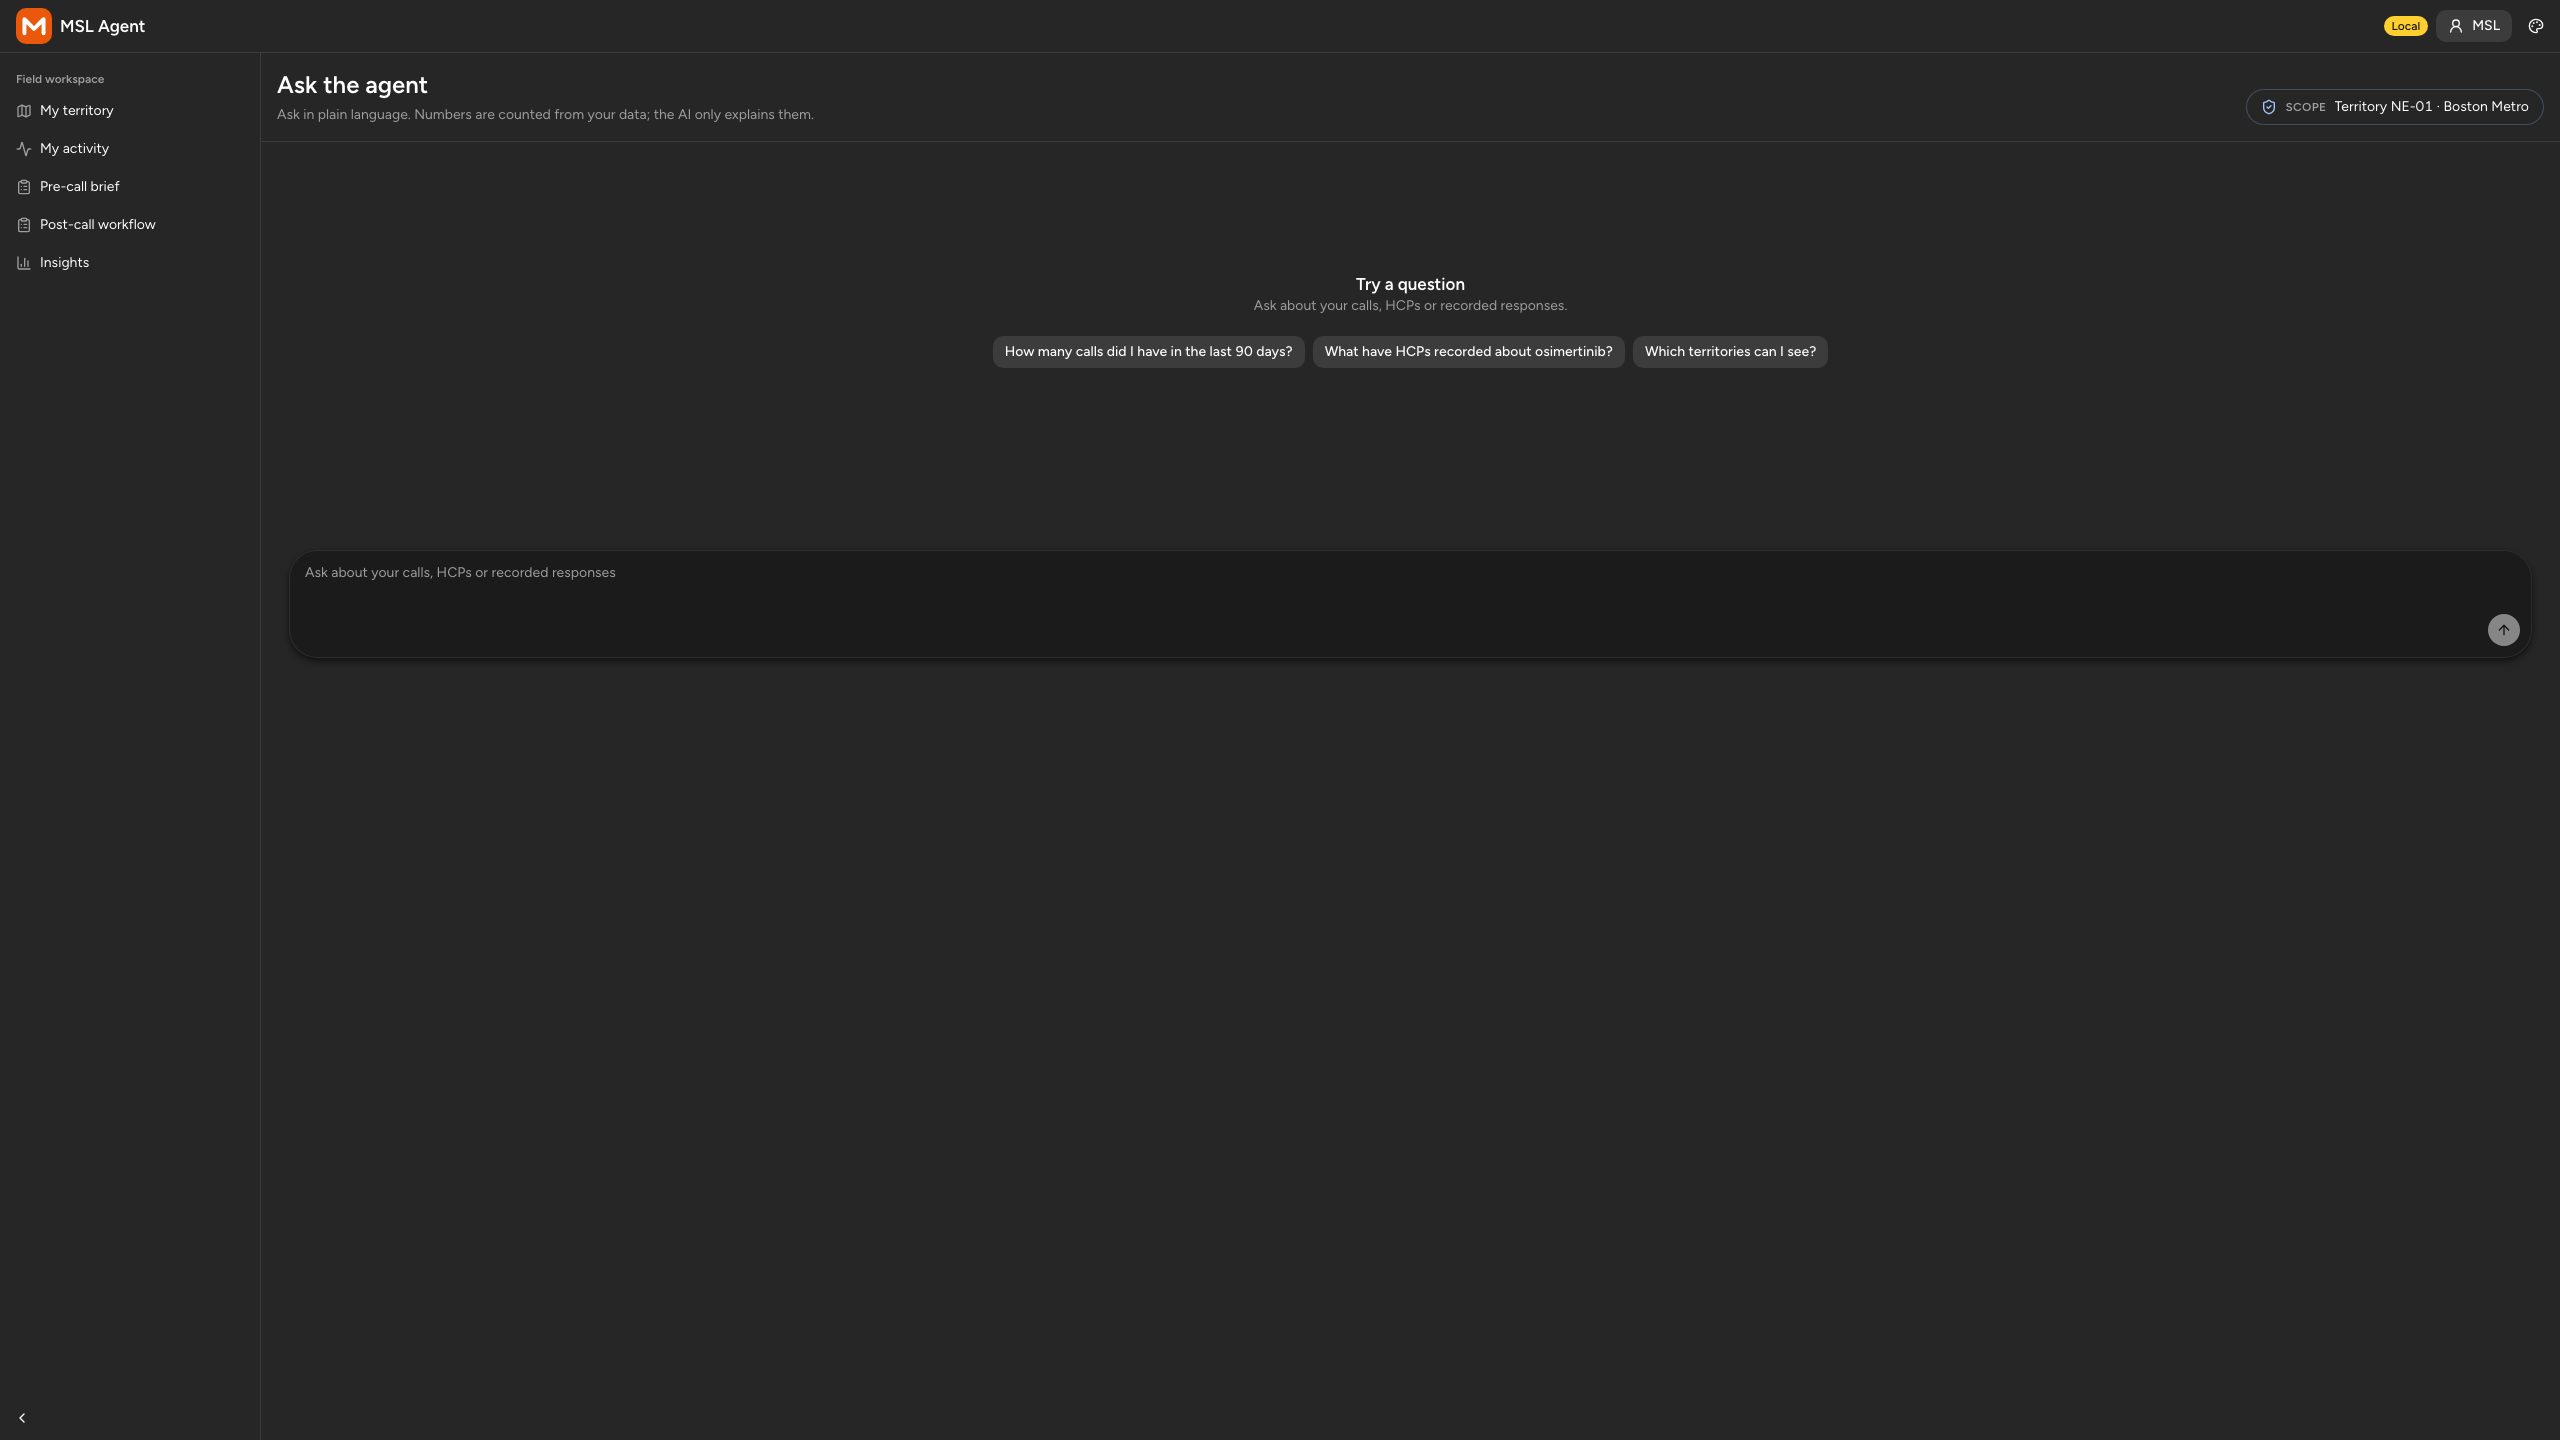 MSL Agent
Local
MSL
Field workspace
My territory
My activity
Pre-call brief
Post-call workflow
Insights
Ask the agent
Ask in plain language. Numbers are counted from your data; the AI only explains them.
SCOPE Territory NE-01 · Boston Metro
Try a question
Ask about your calls, HCPs or recorded responses.
How many calls did I have in the last 90 days?
What have HCPs recorded about osimertinib?
Which territories can I see?
Ask about your calls, HCPs or recorded responses